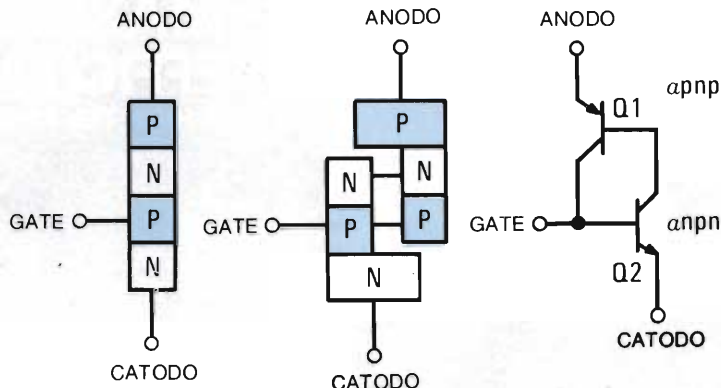 ANODO
P
N
GATE P
N
CATODO
ANODO
P
N N
GATE P P
N
CATODO
ANODO
αpnp
Q1
GATE αnpn
Q2
CATODO